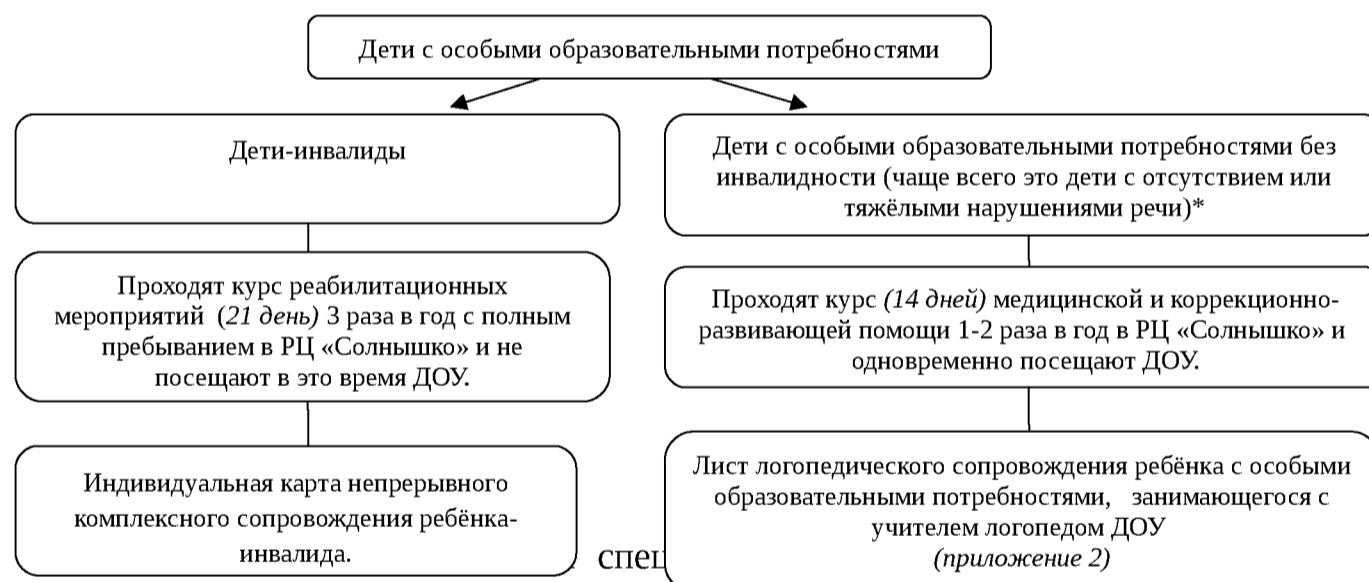 Дети с особыми образовательными потребностями
Дети-инвалиды
Проходят курс реабилитационных
мероприятий (21 день) 3 раза в год с полным
пребыванием в РЦ «Солнышко» и не
посещают в это время ДОУ.
Индивидуальная карта непрерывного
комплексного сопровождения ребёнка-
инвалида.
Дети с особыми образовательными потребностями без
инвалидности (чаще всего это дети с отсутствием или
тяжёлыми нарушениями речи)*
Проходят курс (14 дней) медицинской и коррекционно-
развивающей помощи 1-2 раза в год в РЦ «Солнышко» и
одновременно посещают ДОУ.
Лист логопедического сопровождения ребёнка с особыми
образовательными потребностями, занимающегося с
учителем логопедом ДОУ
(приложение 2)